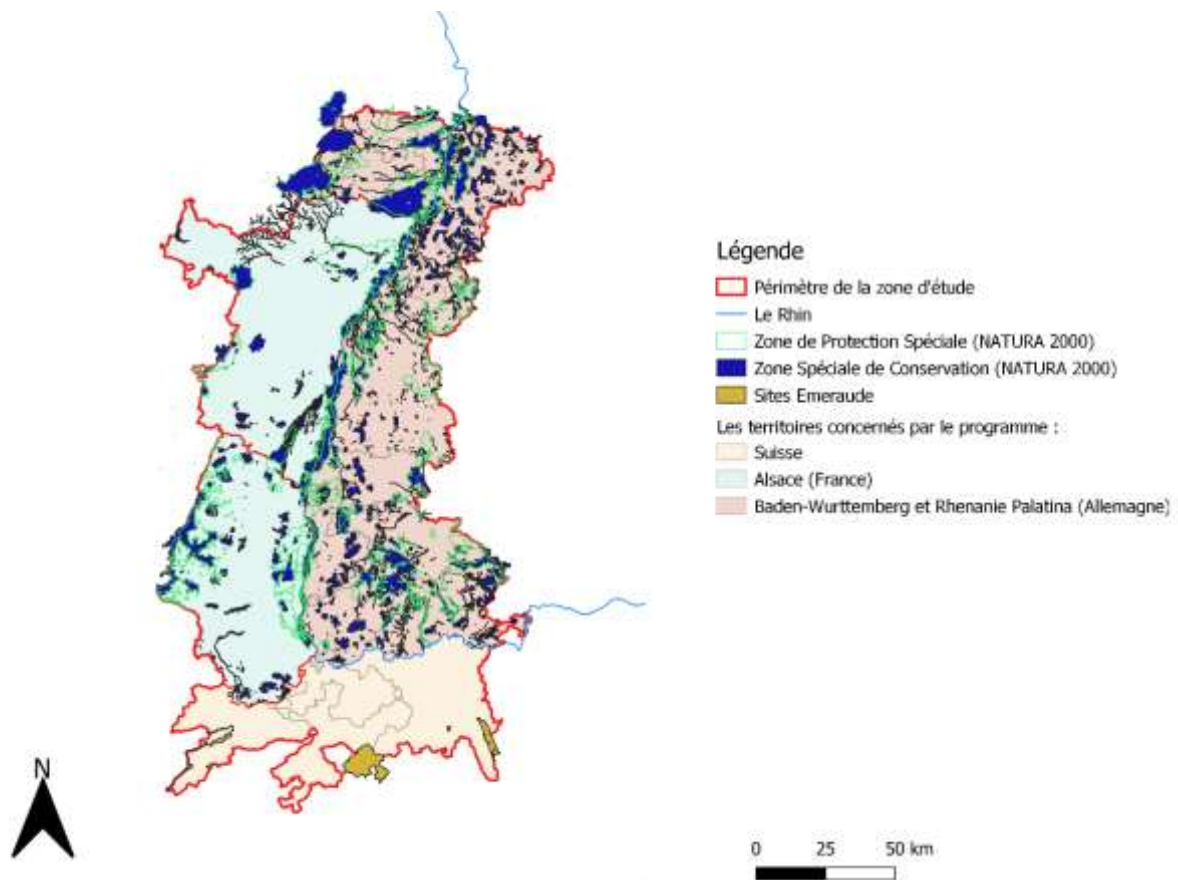 Légende
Périmètre de la zone d'étude
Le Rhin
Zone de Protection Spéciale (NATURA 2000)
Zone Spéciale de Conservation (NATURA 2000)
Sites Emeraude
Les territoires concernés par le programme :
Suisse
Alsace (France)
Baden-Wurttemberg et Rhenanie Palatina (Allemagne)
N
0 25 50 km